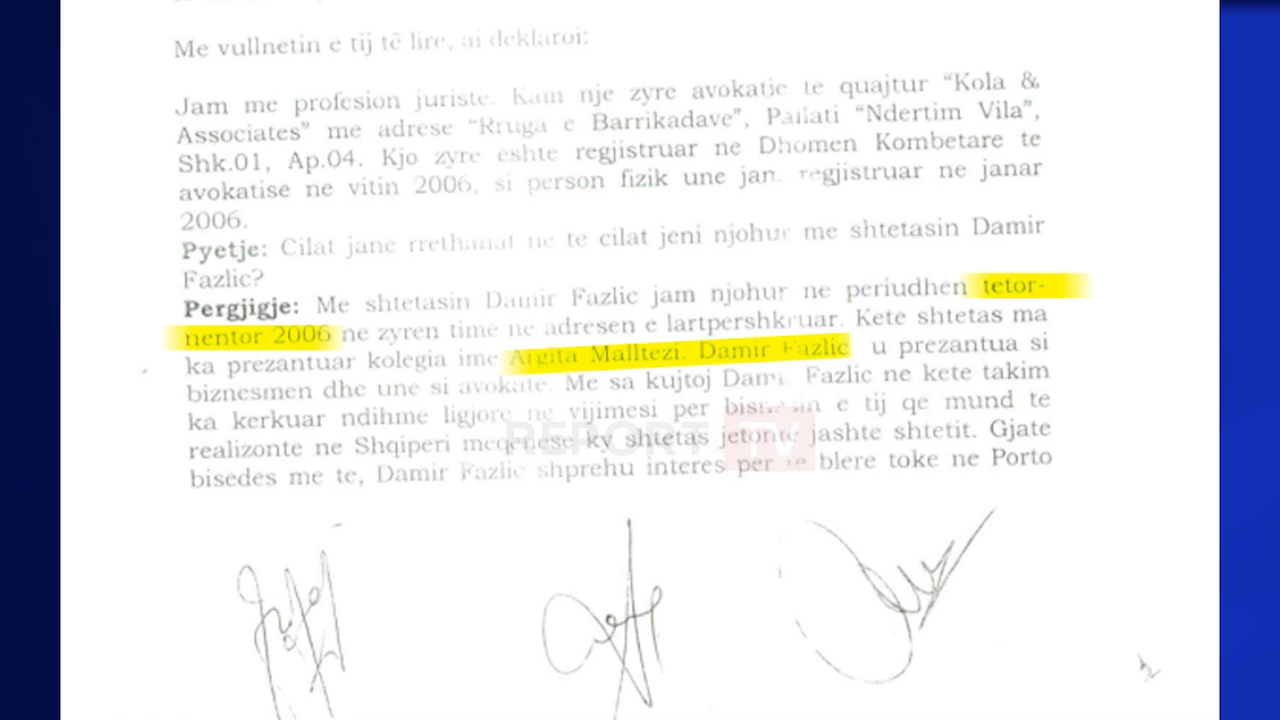 Me vullnetin e tij të lire, ai deklaroi:
Jam me profesion juriste. Kam nje zyre avokatie te quajtur “Kola &
Associates” me adrese “Rruga e Barrikadave”, Pallati “Ndertim Vila”,
Shk.01, Ap.04. Kjo zyre eshte regjistruar ne Dhomen Kombetare te
avokatise ne vitin 2006, si person fizik une jam regjistruar ne janar
2006.
Pyetje: Cilat jane rrethanat ne te cilat jeni njohur me shtetasin Damir
Fazlic?
Pergjigje: Me shtetasin Damir Fazlic jam njohur ne periudhen tetor-
nentor 2006 ne zyren time ne adresen e lartpershkruar. Kete shtetas ma
ka prezantuar kolegia ime Argita Malltezi. Damir Fazlic u prezantua si
biznesmen dhe une si avokate. Me sa kujtoj Damir Fazlic ne kete takim
ka kerkuar ndihme ligjore ne vijimesi per e tij qe mund te
realizonte ne Shqiperi meqenese ky shtetas jetonte jashte shtetit. Gjate
bisedes me te, Damir Fazlic shprehu interes per te blere toke ne Porto
REPORT TV